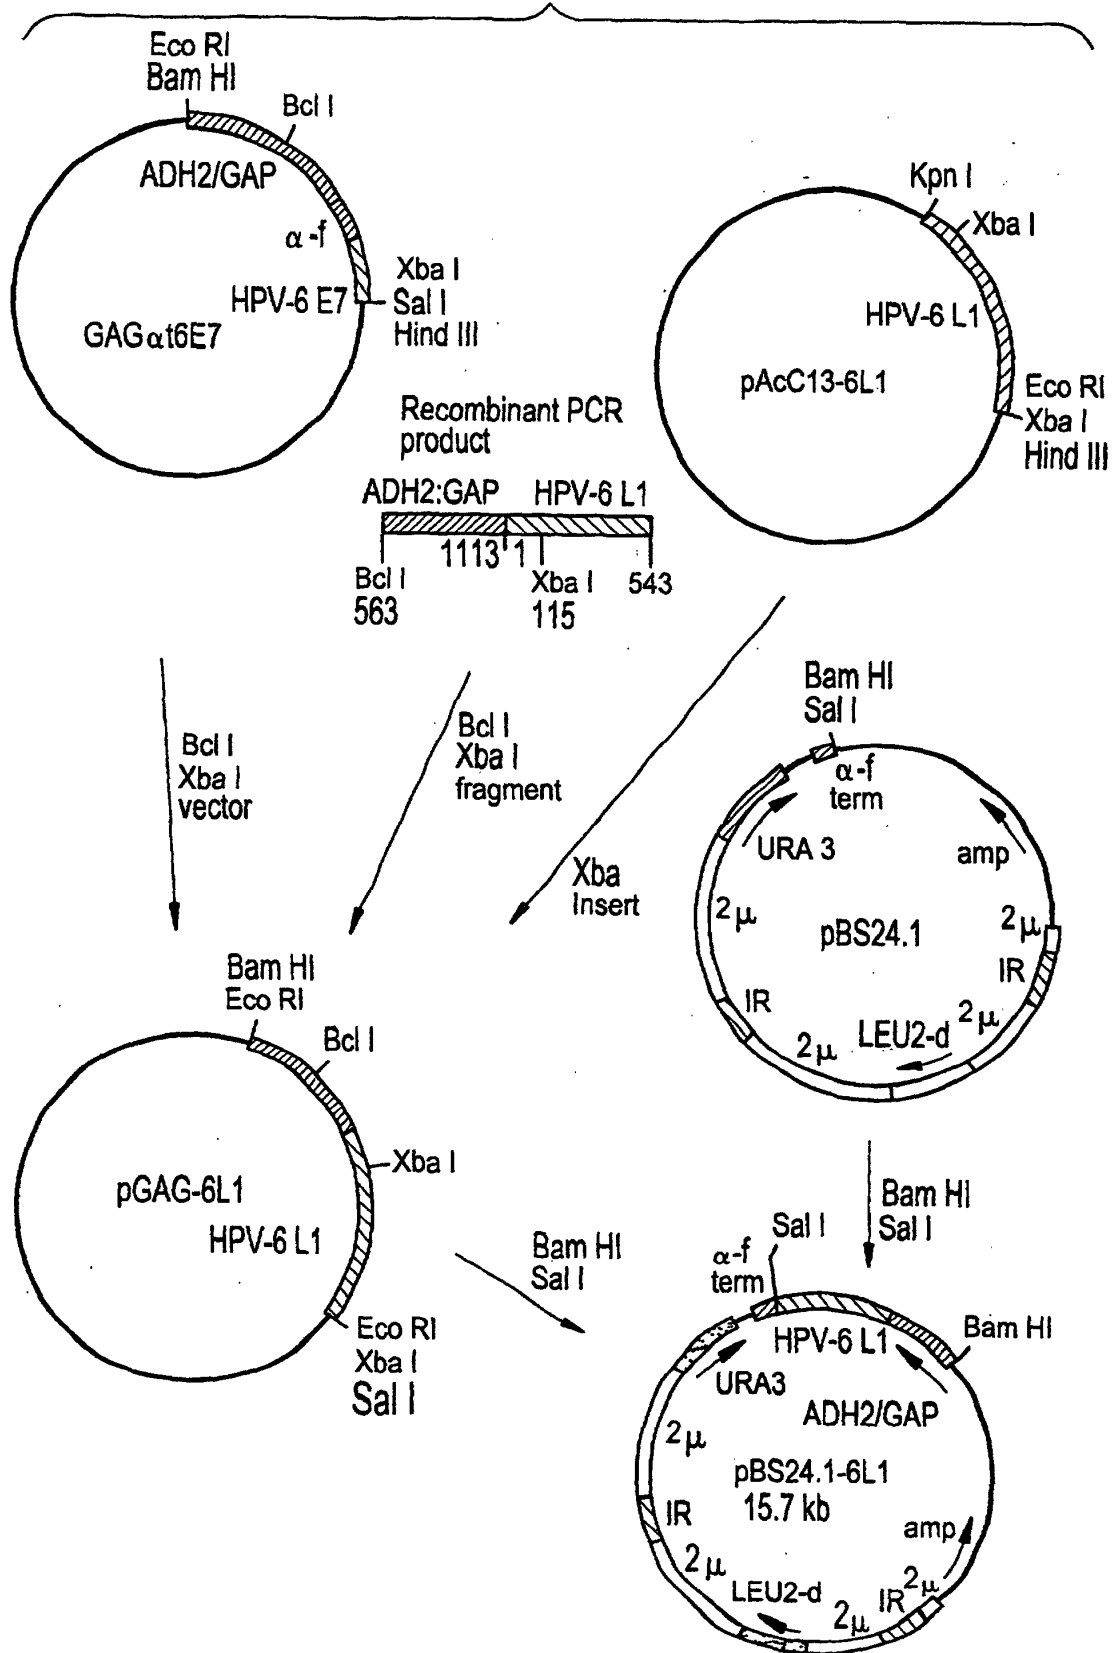 Eco RI
Bam HI
Bcl I
ADH2/GAP
α-f
HPV-6 E7
Xba I
Sal I
Hind III
GAGαt6E7
Kpn I
Xba I
HPV-6 L1
pAcC13-6L1
Eco RI
Xba I
Hind III
Recombinant PCR
product
ADH2:GAP HPV-6 L1
1113 1
Bcl I
563
Xba I
115
543
Bcl I
Xba I
vector
Bcl I
Xba I
fragment
Xba
Insert
Bam HI
Sal I
α-f
term
URA 3
amp
2μ
pBS24.1
2μ
IR
IR
2μ
LEU2-d
2μ
Bam HI
Eco RI
Bcl I
Xba I
pGAG-6L1
HPV-6 L1
Eco RI
Xba I
Sal I
Bam HI
Sal I
Bam HI
Sal I
Sal I
α-f
term
HPV-6 L1
Bam HI
URA3
ADH2/GAP
2μ
pBS24.1-6L1
15.7 kb
IR
amp
2μ
LEU2-d
2μ
IR
2μ